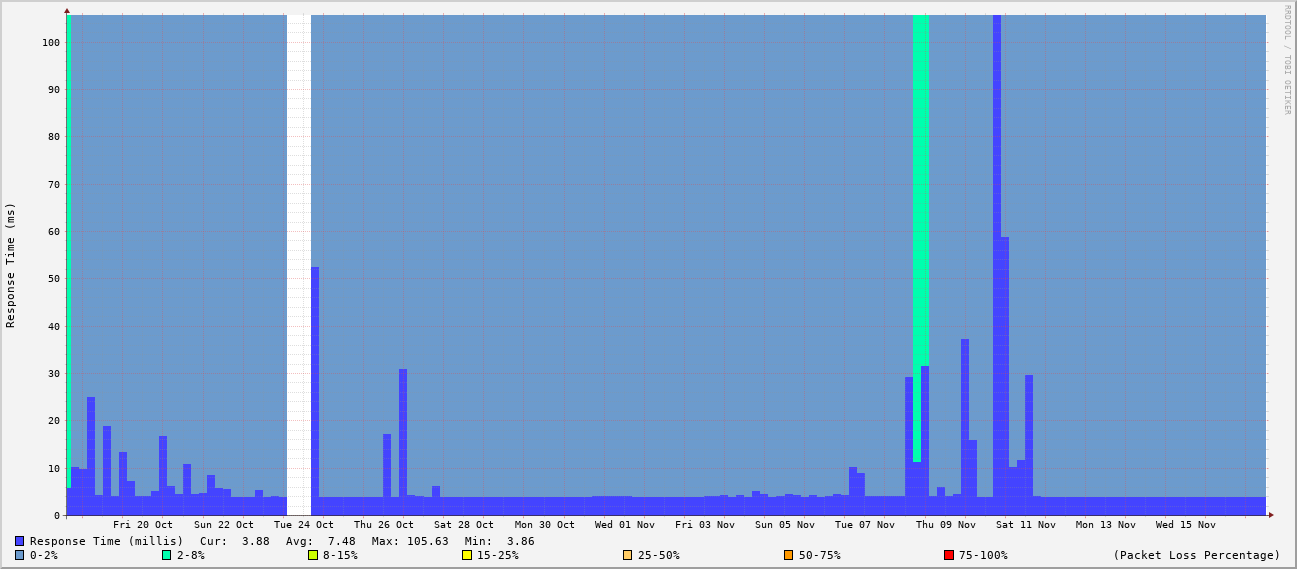 RRDTOOL / TOBI OETIKER
Response Time (ms)
100
90
80
70
60
50
40
30
20
10
0
Fri 20 Oct Sun 22 Oct Tue 24 Oct Thu 26 Oct Sat 28 Oct Mon 30 Oct Wed 01 Nov Fri 03 Nov Sun 05 Nov Tue 07 Nov Thu 09 Nov Sat 11 Nov Mon 13 Nov Wed 15 Nov
Response Time (millis) Cur: 3.88 Avg: 7.48 Max: 105.63 Min: 3.86
0-2% 2-8% 8-15% 15-25% 25-50% 50-75% 75-100% (Packet Loss Percentage)